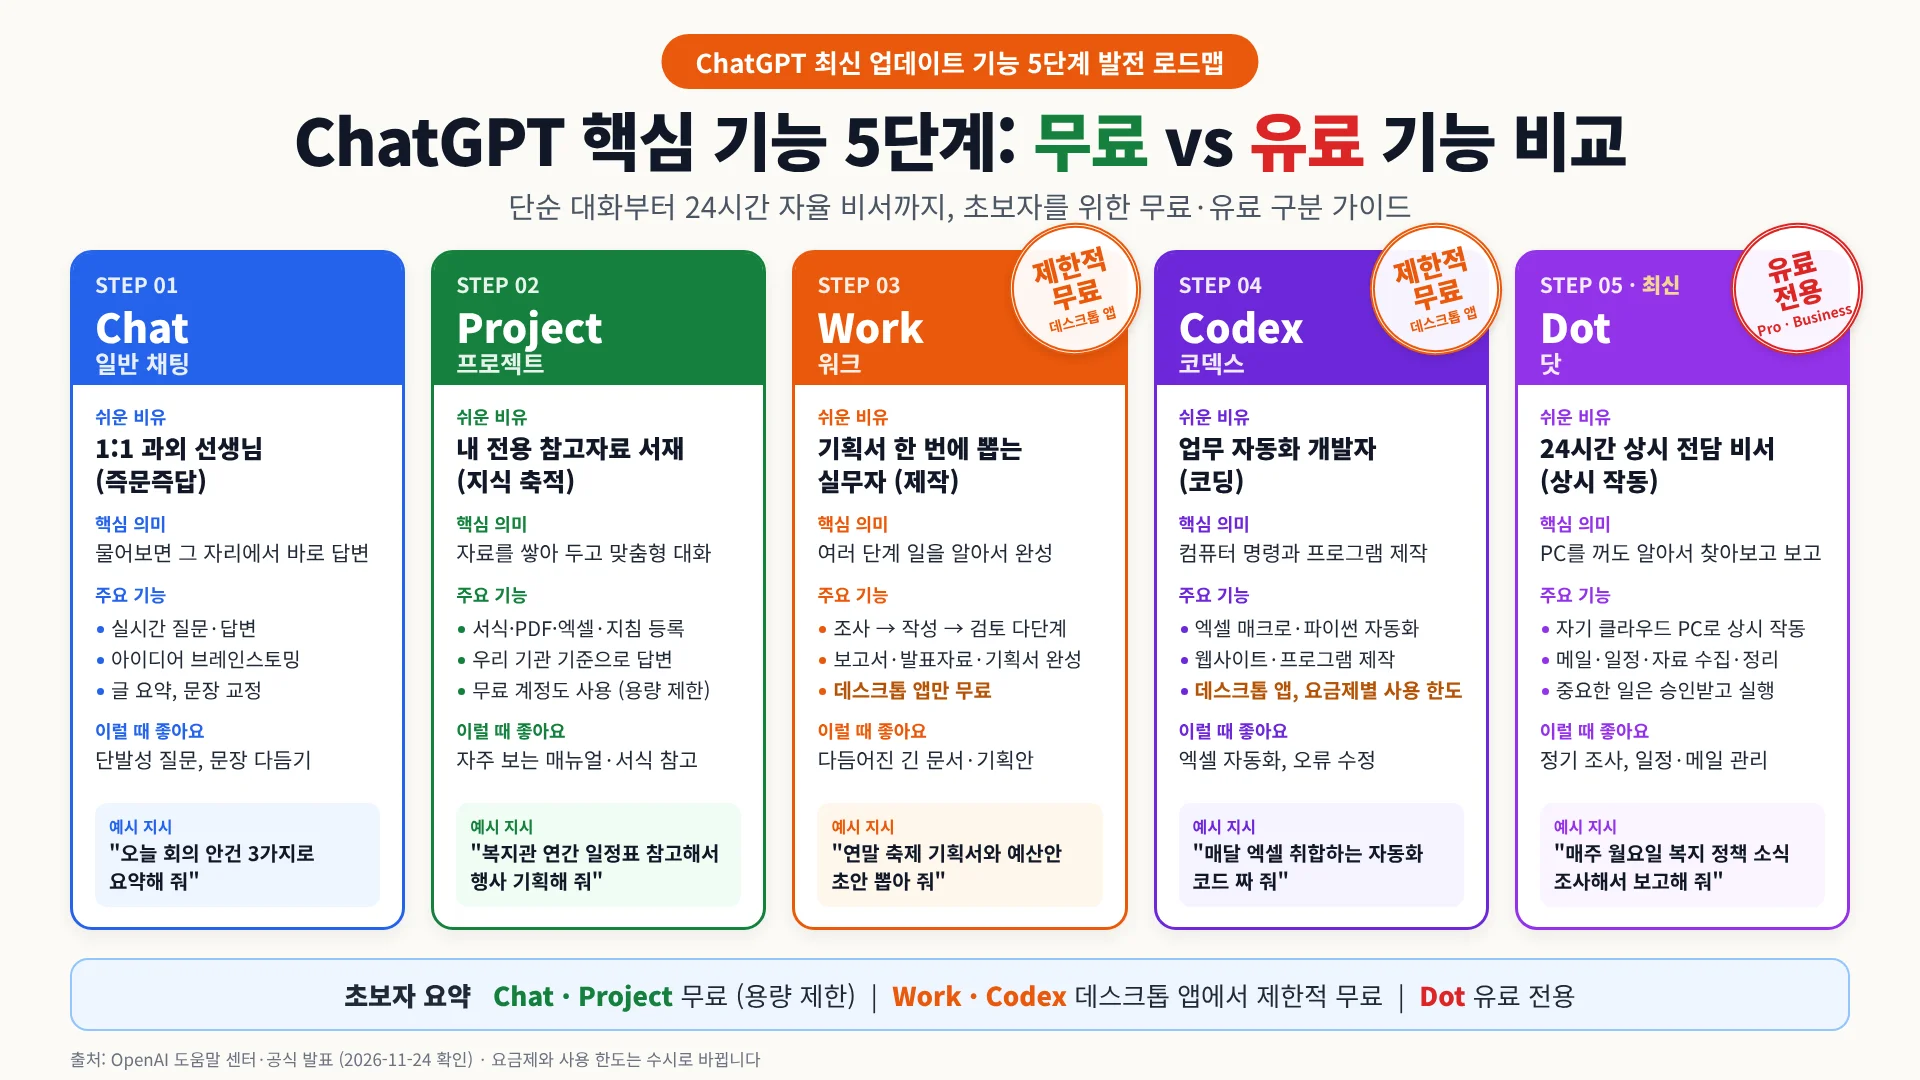 ChatGPT 최신 업데이트 기능 5단계 발전 로드맵
ChatGPT 핵심 기능 5단계: 무료 vs 유료 기능 비교
단순 대화부터 24시간 자율 비서까지, 초보자를 위한 무료·유료 구분 가이드
STEP 01
Chat
일반 채팅
쉬운 비유
1:1 과외 선생님
(즉문즉답)
핵심 의미
물어보면 그 자리에서 바로 답변
주요 기능
• 실시간 질문·답변
• 아이디어 브레인스토밍
• 글 요약, 문장 교정
이럴 때 좋아요
단발성 질문, 문장 다듬기
예시 지시
"오늘 회의 안건 3가지로
요약해 줘"
STEP 02
Project
프로젝트
쉬운 비유
내 전용 참고자료 서재
(지식 축적)
핵심 의미
자료를 쌓아 두고 맞춤형 대화
주요 기능
• 서식·PDF·엑셀·지침 등록
• 우리 기관 기준으로 답변
• 무료 계정도 사용 (용량 제한)
이럴 때 좋아요
자주 보는 매뉴얼·서식 참고
예시 지시
"복지관 연간 일정표 참고해서
행사 기획해 줘"
STEP 03
Work
워크
제한적
무료
데스크톱 앱
쉬운 비유
기획서 한 번에 뽑는
실무자 (제작)
핵심 의미
여러 단계 일을 알아서 완성
주요 기능
• 조사 → 작성 → 검토 다단계
• 보고서·발표자료·기획서 완성
• 데스크톱 앱만 무료
이럴 때 좋아요
다듬어진 긴 문서·기획안
예시 지시
"연말 축제 기획서와 예산안
초안 뽑아 줘"
STEP 04
Codex
코덱스
제한적
무료
데스크톱 앱
쉬운 비유
업무 자동화 개발자
(코딩)
핵심 의미
컴퓨터 명령과 프로그램 제작
주요 기능
• 엑셀 매크로·파이썬 자동화
• 웹사이트·프로그램 제작
• 데스크톱 앱, 요금제별 사용 한도
이럴 때 좋아요
엑셀 자동화, 오류 수정
예시 지시
"매달 엑셀 취합하는 자동화
코드 짜 줘"
STEP 05 · 최신
Dot
닷
유료
전용
Pro · Business
쉬운 비유
24시간 상시 전담 비서
(상시 작동)
핵심 의미
PC를 꺼도 알아서 찾아보고 보고
주요 기능
• 자기 클라우드 PC로 상시 작동
• 메일·일정·자료 수집·정리
• 중요한 일은 승인받고 실행
이럴 때 좋아요
정기 조사, 일정·메일 관리
예시 지시
"매주 월요일 복지 정책 소식
조사해서 보고해 줘"
초보자 요약 Chat · Project 무료 (용량 제한) | Work · Codex 데스크톱 앱에서 제한적 무료 | Dot 유료 전용
출처: OpenAI 도움말 센터·공식 발표 (2026-11-24 확인) · 요금제와 사용 한도는 수시로 바뀝니다